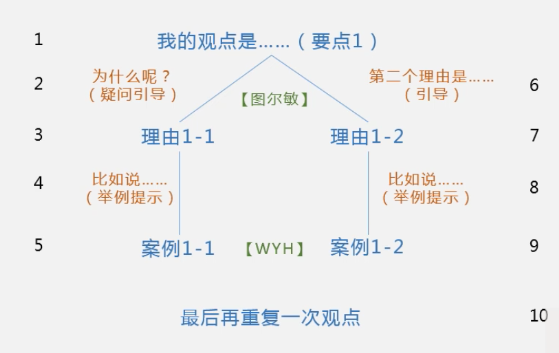 1
我的观点是……（要点1）
2
为什么呢？
（疑问引导）
【图尔敏】
第二个理由是……
（引导）
6
3
理由1-1
理由1-2
7
4
比如说……
（举例提示）
比如说……
（举例提示）
8
5
案例1-1
【WYH】
案例1-2
9
最后再重复一次观点
10